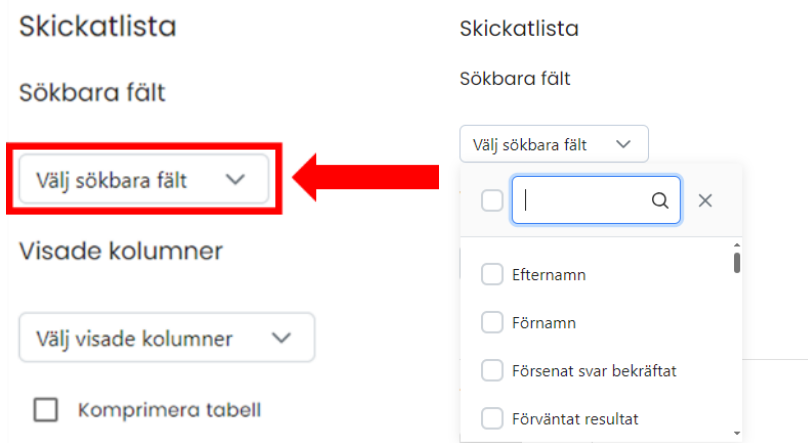 Skickatlista
Sökbara fält
Välj sökbara fält
Visade kolumner
Välj visade kolumner
Komprimera tabell
Skickatlista
Sökbara fält
Välj sökbara fält
Efternamn
Förnamn
Försenat svar bekräftat
Förväntat resultat